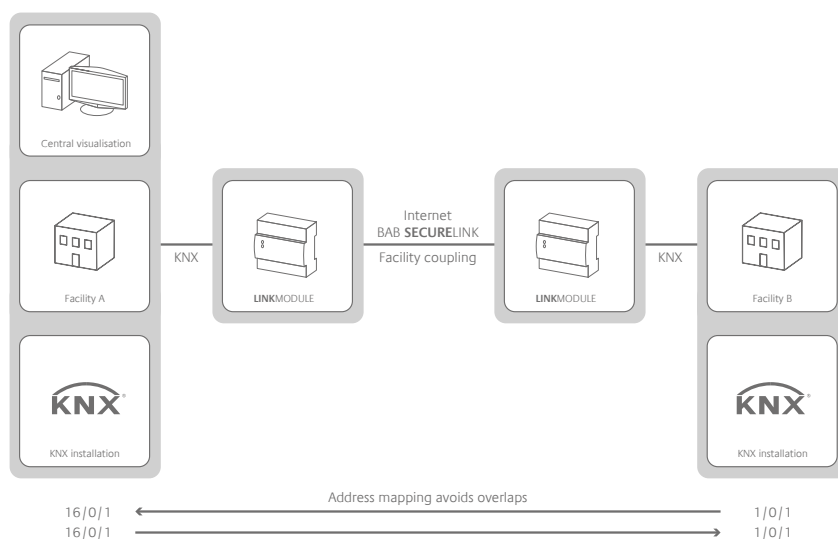 Central visualisation
Facility A
KNX®
KNX installation
KNX
LINKMODULE
Internet
BAB SECURELINK
Facility coupling
LINKMODULE
KNX
Facility B
KNX®
KNX installation
Address mapping avoids overlaps
16/0/1 1/0/1
16/0/1 1/0/1